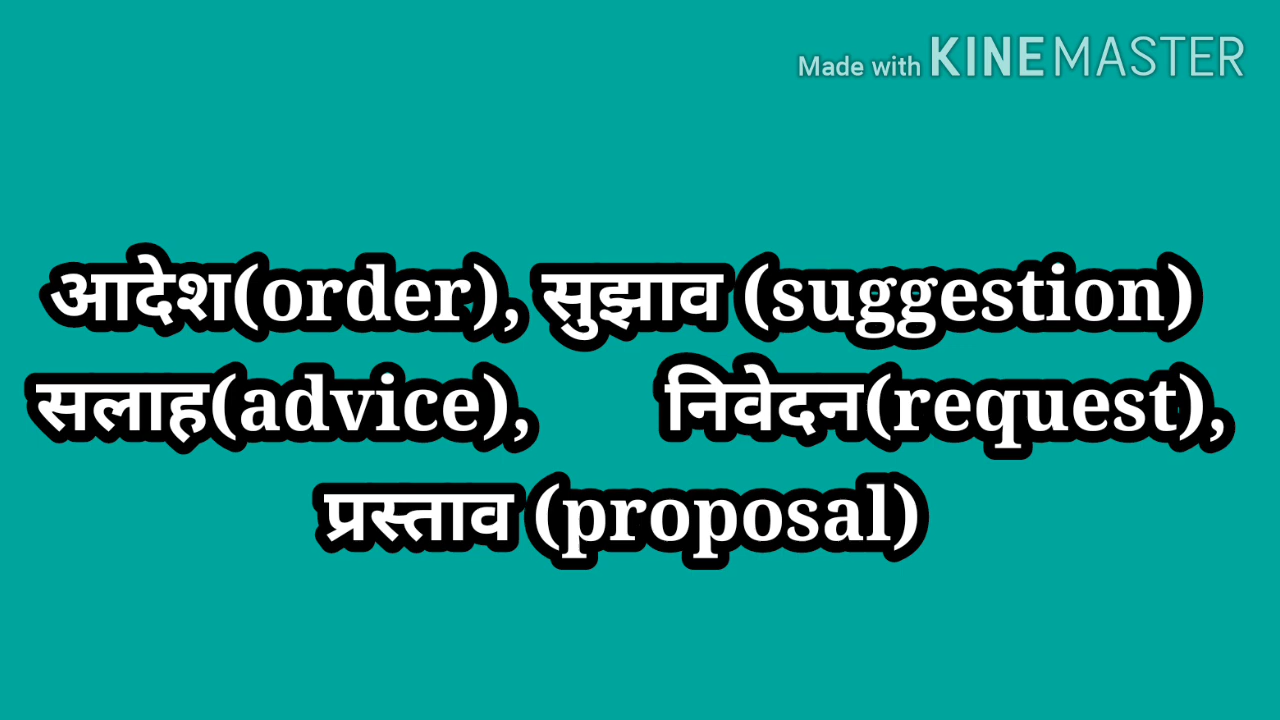 Made with KINEMASTER
आदेश(order), सुझाव (suggestion)
सलाह(advice), निवेदन(request),
प्रस्ताव (proposal)